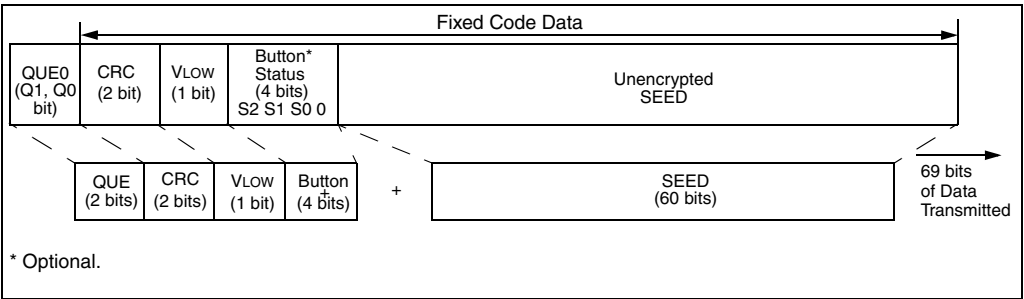 Fixed Code Data
QUE0
(Q1, Q0
bit)
CRC
(2 bit)
VLOW
(1 bit)
Button*
Status
(4 bits)
S2 S1 S0 0
Unencrypted
SEED
QUE
(2 bits)
CRC
(2 bits)
VLOW
(1 bit)
Button
+
(4 bits)
+
SEED
(60 bits)
69 bits
of Data
Transmitted
* Optional.